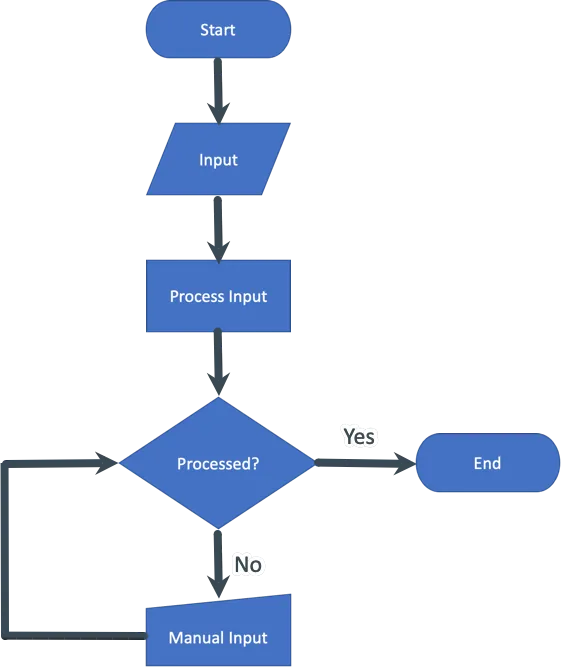 Start
Input
Process Input
Processed?
Yes
End
No
Manual Input